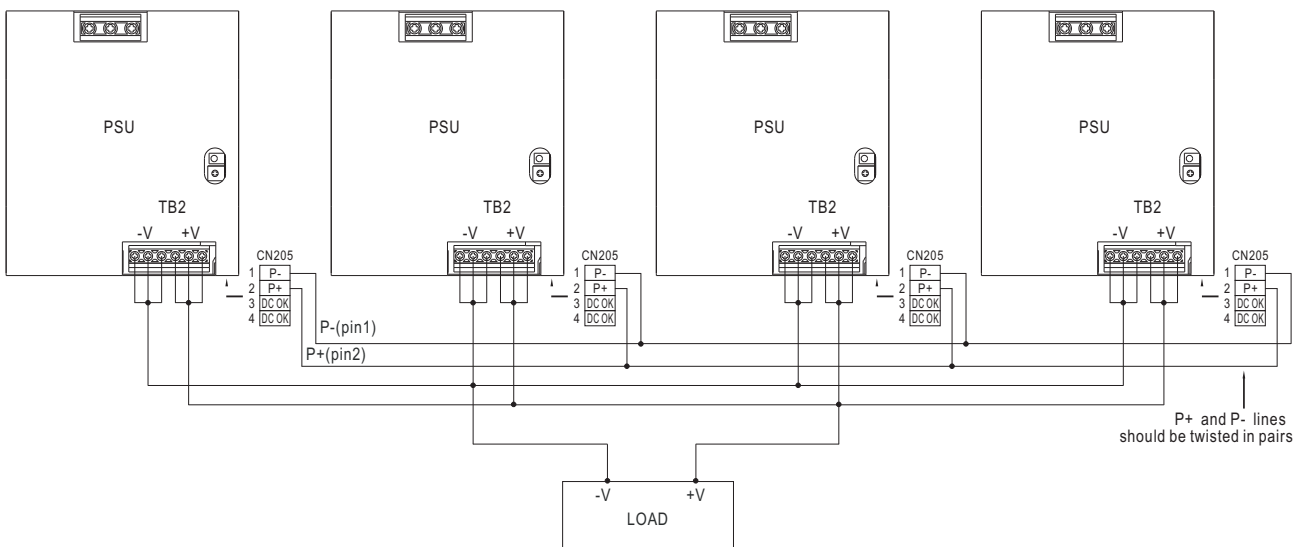 PSU PSU PSU PSU
TB2 TB2 TB2 TB2
-V +V -V +V -V +V -V +V
CN205 CN205 CN205 CN205
1 P- 1 P- 1 P- 1 P-
2 P+ 2 P+ 2 P+ 2 P+
3 DC OK 3 DC OK 3 DC OK 3 DC OK
4 DC OK 4 DC OK 4 DC OK 4 DC OK
P-(pin1)
P+(pin2)
P+ and P- lines
should be twisted in pairs
-V +V
LOAD